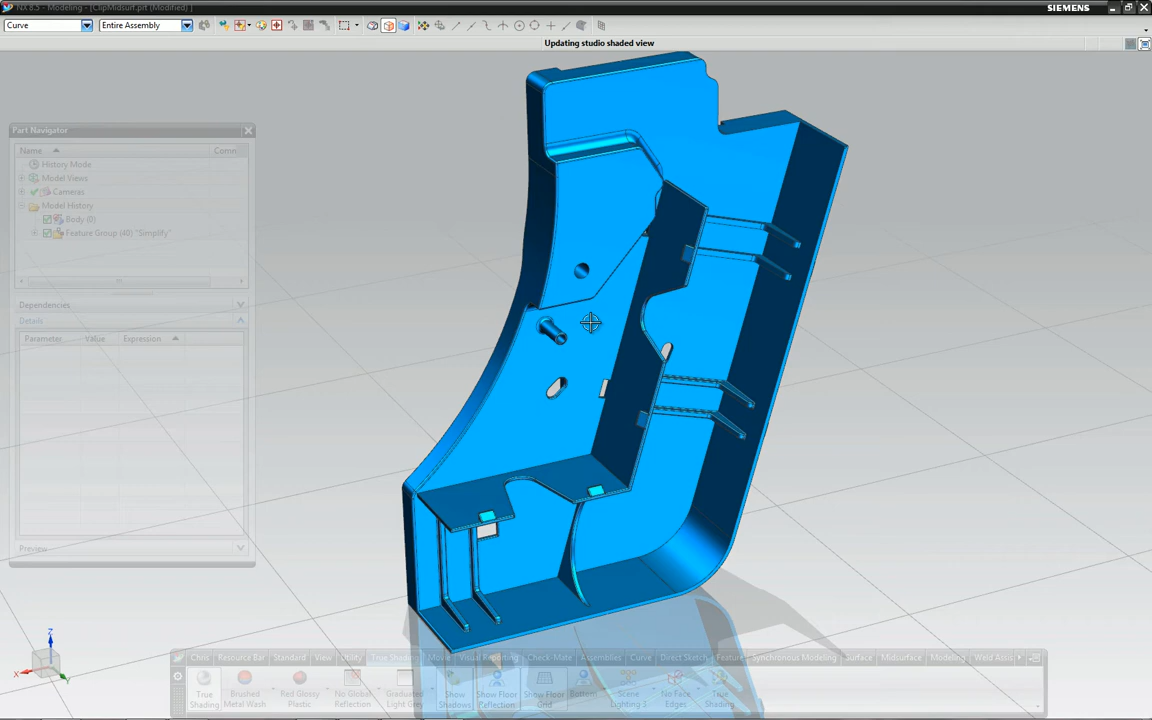 NX 8.5 - Modeling - [ClipMidsurf.prt (Modified) ]
SIEMENS
Curve
Entire Assembly
Updating studio shaded view
Part Navigator
Name
Comn
History Mode
Model Views
Cameras
Model History
Body (0)
Feature Group (40) "Simplify"
Dependencies
Details
Parameter Value Expression
Preview
Z
X
Y
Chris Resource Bar Standard View Utility True Shading Movie Visual Reporting Check-Mate Assemblies Curve Direct Sketch Feature Synchronous Modeling Surface Midsurface Modeling Weld Assis
True Shading
Brushed Metal Wash
Red Glossy Plastic
No Global Reflection
Graduated Light Grey
Show Shadows
Show Floor Reflection
Show Floor Grid
Bottom
Scene Lighting 1
No Face Edges
True Shading